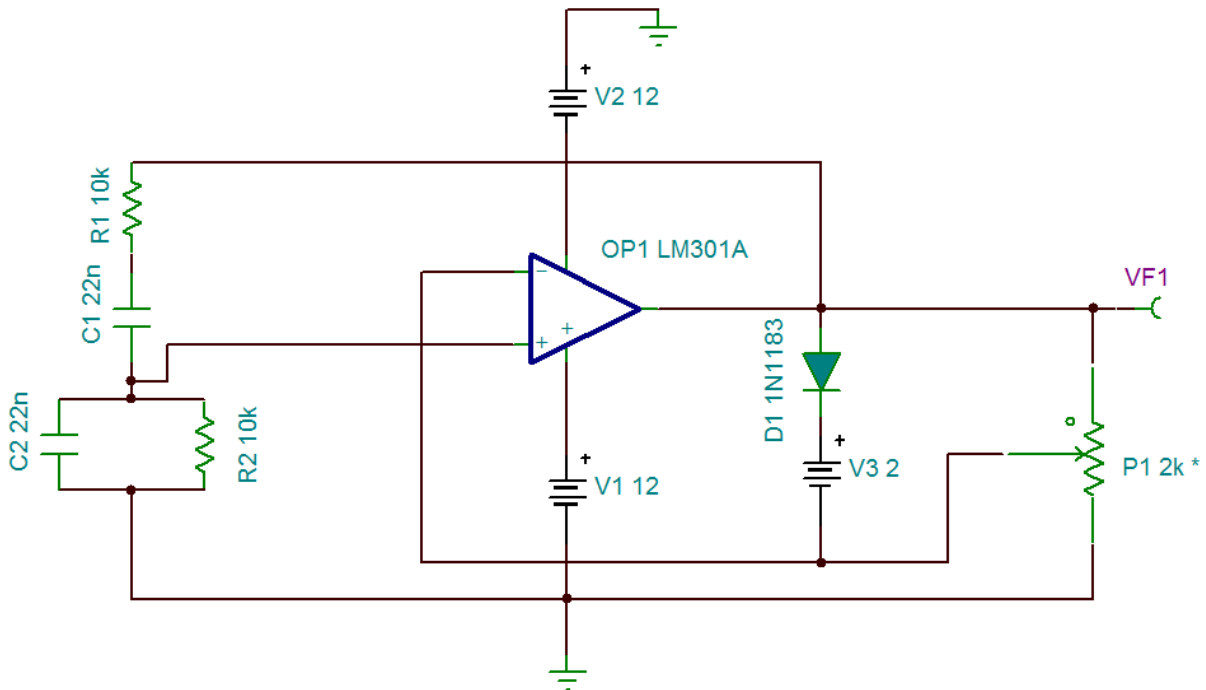 +
V2 12
R1 10k
OP1 LM301A
−
+
+
VF1
C1 22n
D1 1N1183
C2 22n
R2 10k
+
V3 2
P1 2k *
+
V1 12